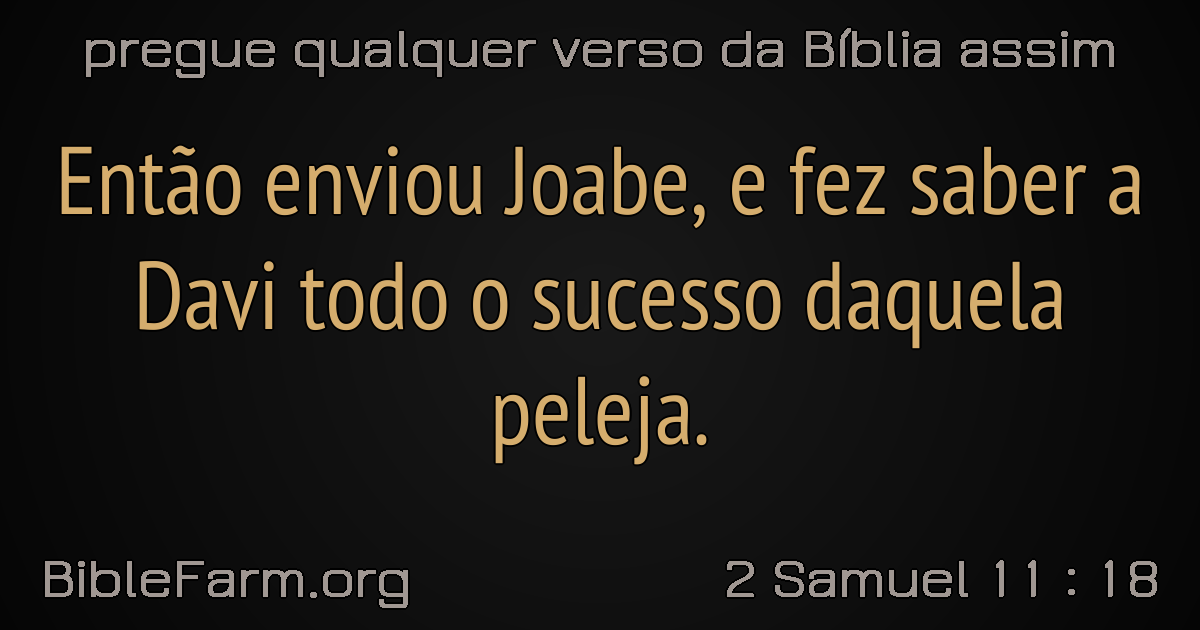 pregue qualquer verso da Bíblia assim
Então enviou Joabe, e fez saber a
Davi todo o sucesso daquela
peleja.
BibleFarm.org
2 Samuel 11 : 18